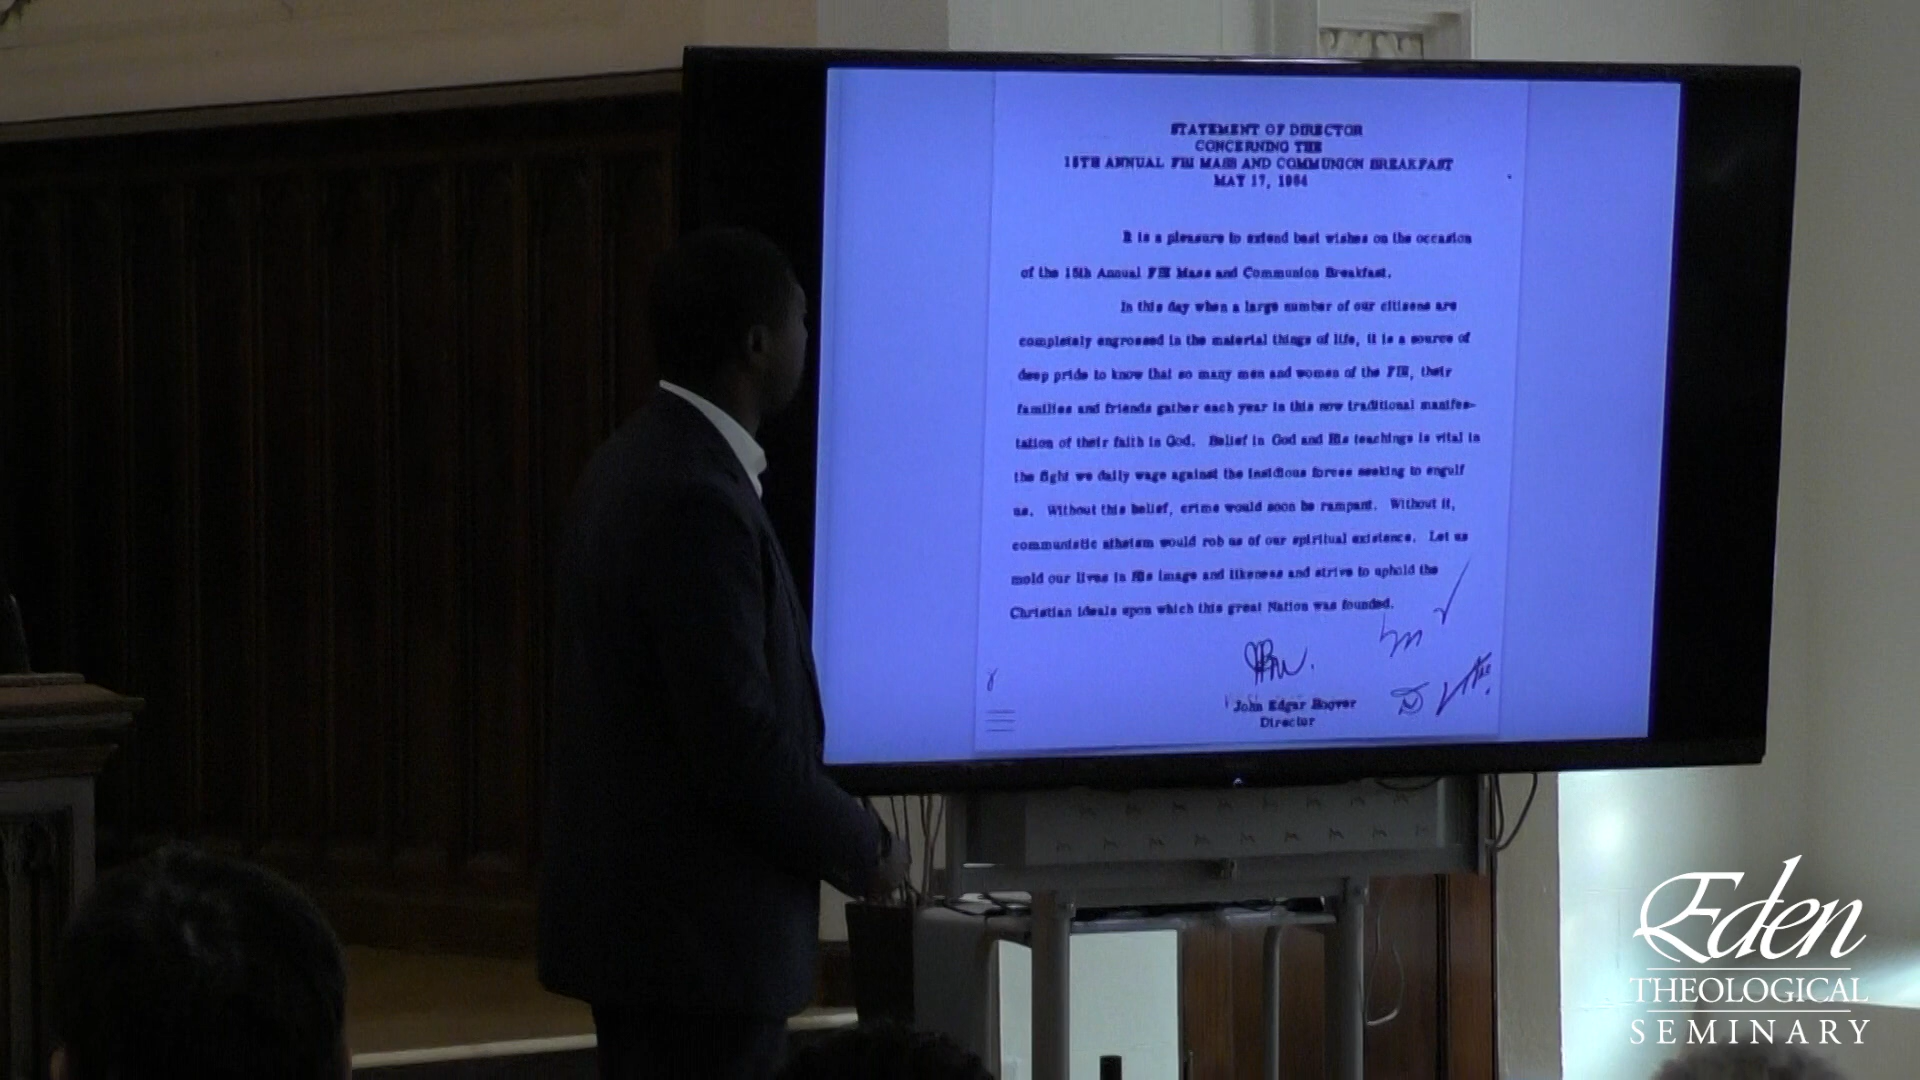 STATEMENT OF DIRECTOR
CONCERNING THE
15TH ANNUAL FBI MASS AND COMMUNION BREAKFAST
MAY 17, 1964
It is a pleasure to extend best wishes on the occasion
of the 15th Annual FBI Mass and Communion Breakfast.
In this day when a large number of our citizens are
completely engrossed in the material things of life, it is a source of
deep pride to know that so many men and women of the FBI, their
families and friends gather each year in this now traditional manifes-
tation of their faith in God. Belief in God and His teachings is vital in
the fight we daily wage against the insidious forces seeking to engulf
us. Without this belief, crime would soon be rampant. Without it,
communistic atheism would rob us of our spiritual existence. Let us
mold our lives in His image and likeness and strive to uphold the
Christian ideals upon which this great Nation was founded.
John Edgar Hoover
Director
Eden
THEOLOGICAL
SEMINARY